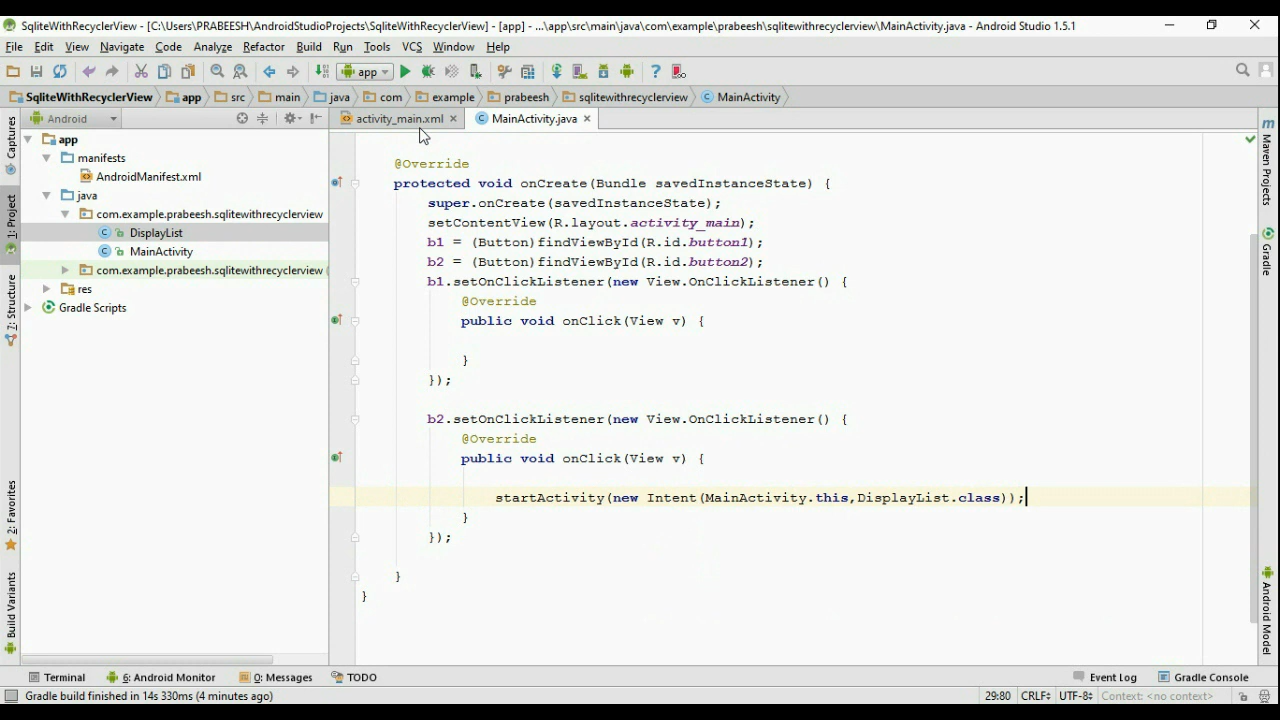 SqliteWithRecyclerView - [C:\Users\PRABEESH\AndroidStudioProjects\SqliteWithRecyclerView] - [app] - ...\app\src\main\java\com\example\prabeesh\sqlitewithrecyclerview\MainActivity.java - Android Studio 1.5.1
File Edit View Navigate Code Analyze Refactor Build Run Tools VCS Window Help
app
SqliteWithRecyclerView app src main java com example prabeesh sqlitewithrecyclerview MainActivity
Android
activity_main.xml
MainActivity.java
app
manifests
AndroidManifest.xml
java
com.example.prabeesh.sqlitewithrecyclerview
DisplayList
MainActivity
com.example.prabeesh.sqlitewithrecyclerview (
res
Gradle Scripts
Captures
1: Project
7: Structure
2: Favorites
Build Variants
@Override
protected void onCreate(Bundle savedInstanceState) {
super.onCreate(savedInstanceState);
setContentView(R.layout.activity_main);
b1 = (Button)findViewById(R.id.button1);
b2 = (Button)findViewById(R.id.button2);
b1.setOnClickListener(new View.OnClickListener() {
@Override
public void onClick(View v) {
}
});
b2.setOnClickListener(new View.OnClickListener() {
@Override
public void onClick(View v) {
startActivity(new Intent(MainActivity.this,DisplayList.class));
}
});
}
}
Maven Projects
Gradle
Android Model
Terminal 6: Android Monitor 0: Messages TODO Event Log Gradle Console
Gradle build finished in 14s 330ms (4 minutes ago) 29:80 CRLF UTF-8 Context: <no context>